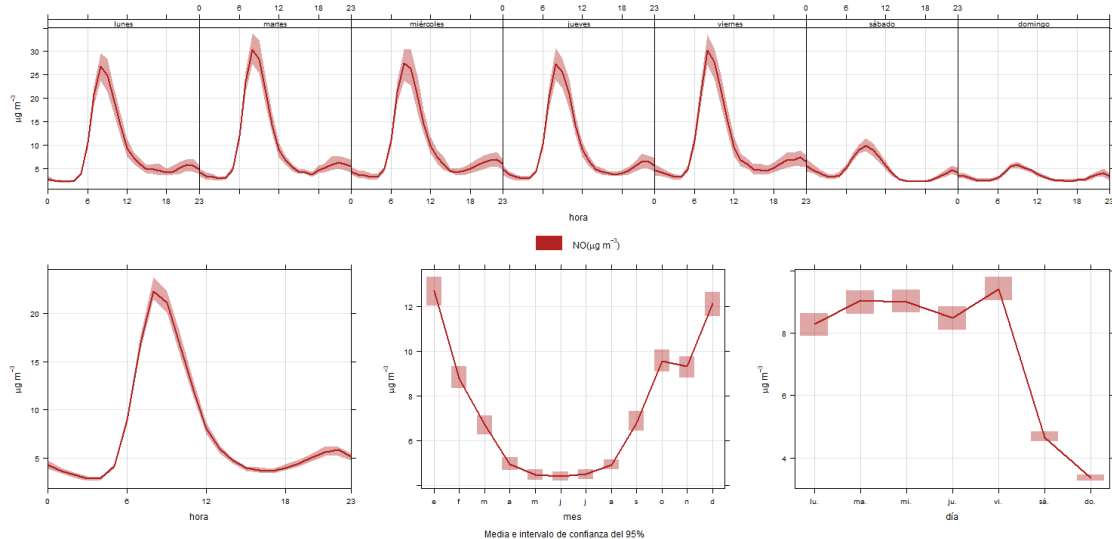 0 6 12 18 23 0 6 12 18 23 0 6 12 18 23
lunes martes miércoles jueves viernes sábado domingo
30
25
20
15
10
5
µg m⁻³
0 6 12 18 23 0 6 12 18 23 0 6 12 18 23 0 6 12 18 23
hora
NO(µg m⁻³)
20
15
10
5
µg m⁻³
0 6 12 18 23
hora
12
10
8
6
µg m⁻³
e f m a m j j a s o n d
mes
8
6
4
µg m⁻³
lu. ma. mi. ju. vi. sá. do.
día
Media e intervalo de confianza del 95%